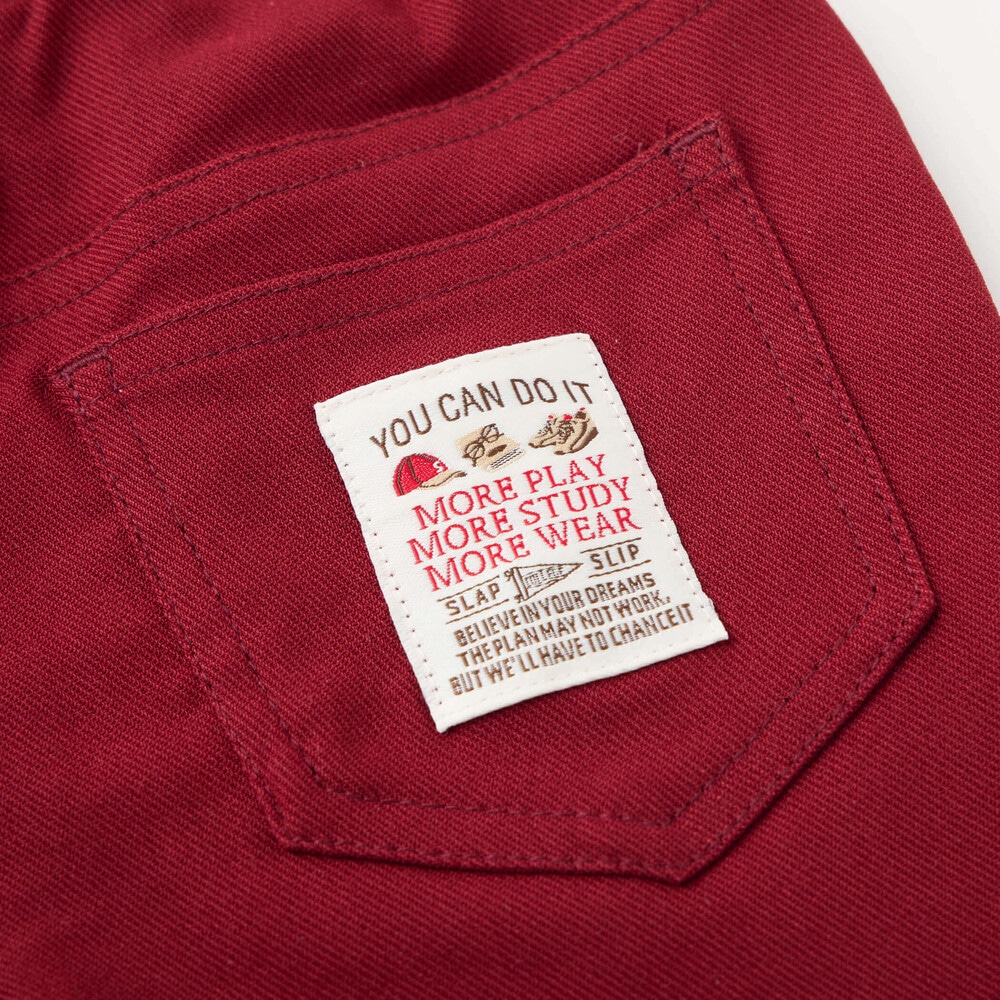 YOU CAN DO IT
MORE PLAY
MORE STUDY
MORE WEAR
SLAP SLIP
BELIEVE IN YOUR DREAMS
THE PLAN MAY NOT WORK,
BUT WE'LL HAVE TO CHANCE IT